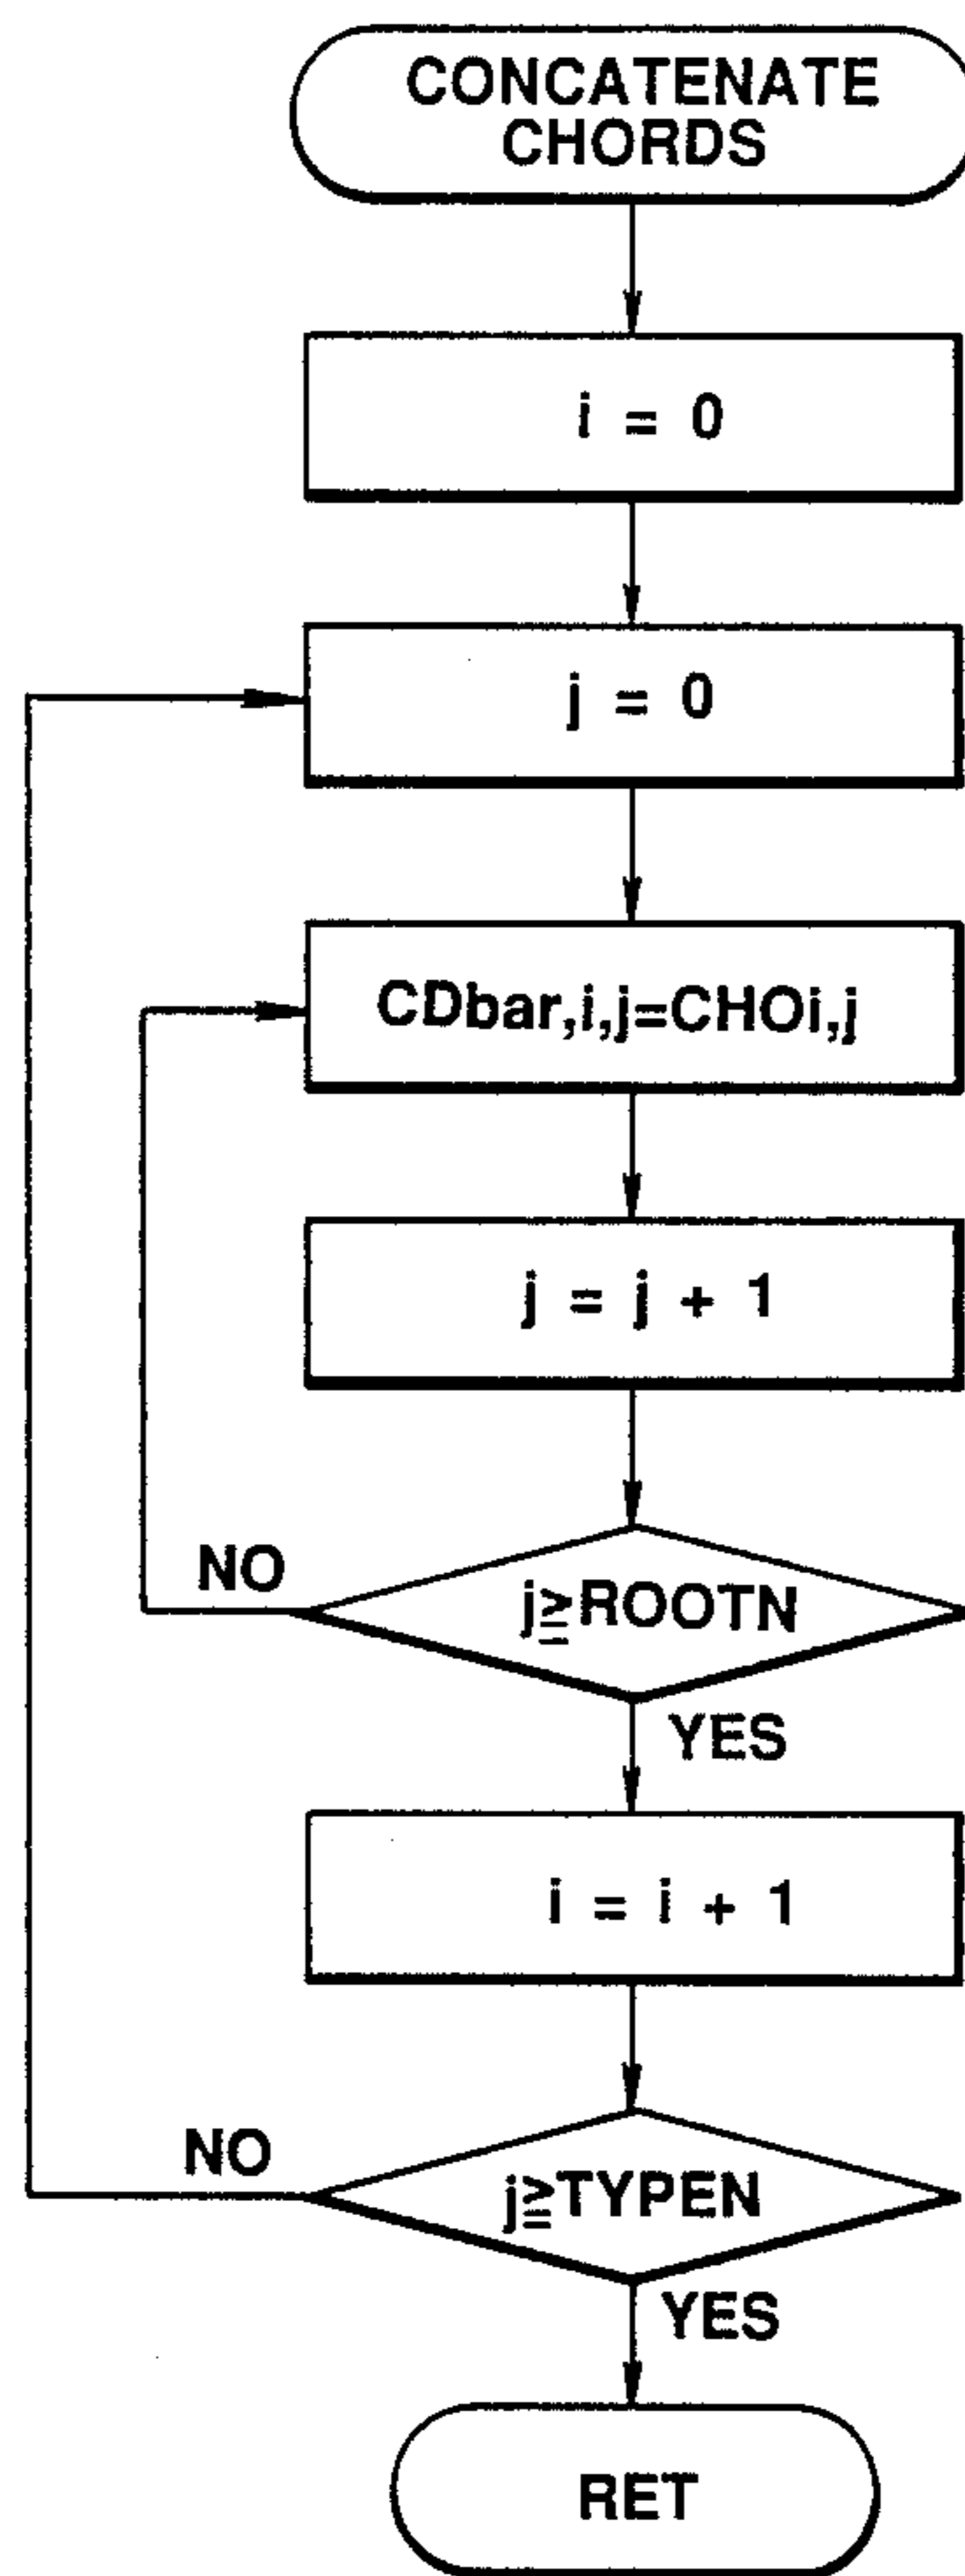 CONCATENATE
CHORDS
i = 0
j = 0
CDbar,i,j=CHOi,j
j = j + 1
NO
j≧ROOTN
YES
i = i + 1
NO
j≧TYPEN
YES
RET